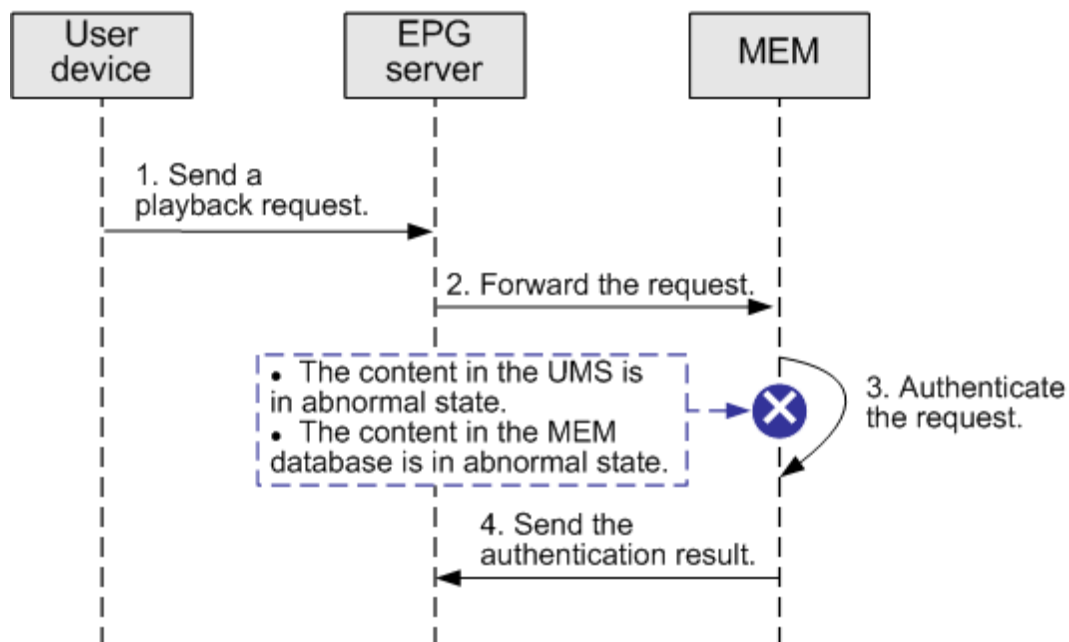 User
device
EPG
server
MEM
1. Send a
playback request.
2. Forward the request.
• The content in the UMS is
in abnormal state.
• The content in the MEM
database is in abnormal state.
3. Authenticate
the request.
4. Send the
authentication result.